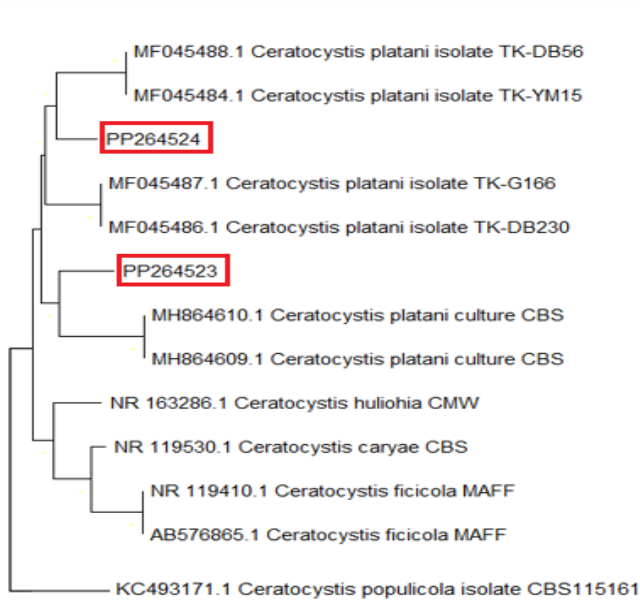 MF045488.1 Ceratocystis platani isolate TK-DB56
MF045484.1 Ceratocystis platani isolate TK-YM15
PP264524
MF045487.1 Ceratocystis platani isolate TK-G166
MF045486.1 Ceratocystis platani isolate TK-DB230
PP264523
MH864610.1 Ceratocystis platani culture CBS
MH864609.1 Ceratocystis platani culture CBS
NR 163286.1 Ceratocystis huliohia CMW
NR 119530.1 Ceratocystis caryae CBS
NR 119410.1 Ceratocystis ficicola MAFF
AB576865.1 Ceratocystis ficicola MAFF
KC493171.1 Ceratocystis populicola isolate CBS115161